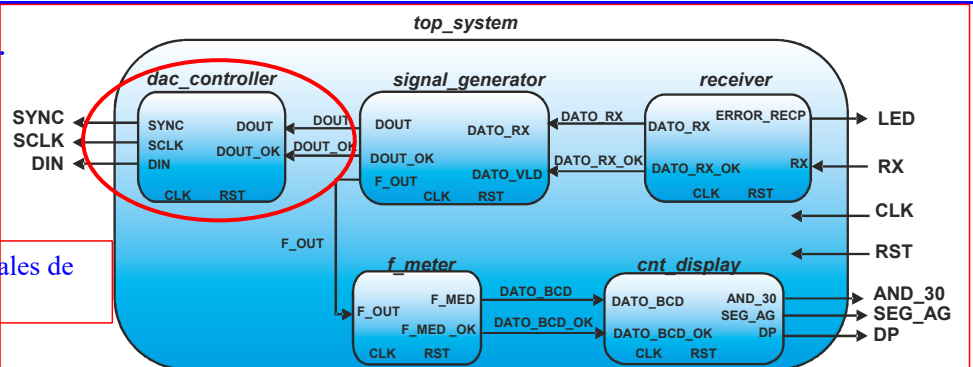 top_system
.
dac_controller
signal_generator
receiver
SYNC
SCLK
DIN
SYNC
SCLK
DIN
DOUT
DOUT_OK
CLK RST
DOUT
DOUT_OK
DOUT
DOUT_OK
F_OUT
DATO_RX
DATO_VLD
CLK RST
DATO_RX
DATO_RX_OK
DATO_RX
DATO_RX_OK
ERROR_RECP
RX
CLK RST
LED
RX
CLK
RST
ales de
F_OUT
f_meter
F_OUT
F_MED
F_MED_OK
CLK RST
DATO_BCD
DATO_BCD_OK
cnt_display
DATO_BCD
DATO_BCD_OK
AND_30
SEG_AG
DP
CLK RST
AND_30
SEG_AG
DP